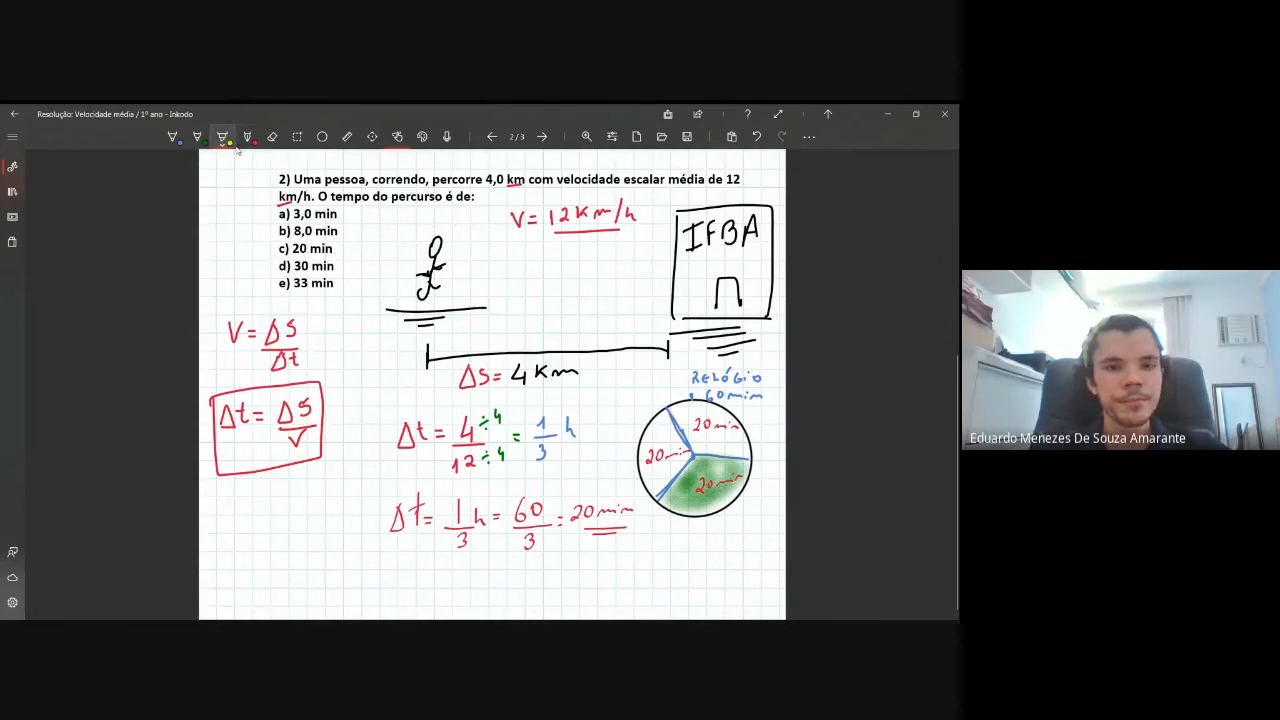 Resolução: Velocidade média / 1º ano - Inkodo
2/3
2) Uma pessoa, correndo, percorre 4,0 km com velocidade escalar média de 12
km/h. O tempo do percurso é de:
a) 3,0 min
b) 8,0 min
c) 20 min
d) 30 min
e) 33 min
V = 12 Km/h
IFBA
V = ΔS/Δt
ΔS = 4 Km
Δt = ΔS/V
Δt = 4÷4/12÷4 = 1/3 h
RELÓGIO
60 min
20 min
20 min
20 min
Δt = 1/3 h = 60/3 = 20 min
Eduardo Menezes De Souza Amarante